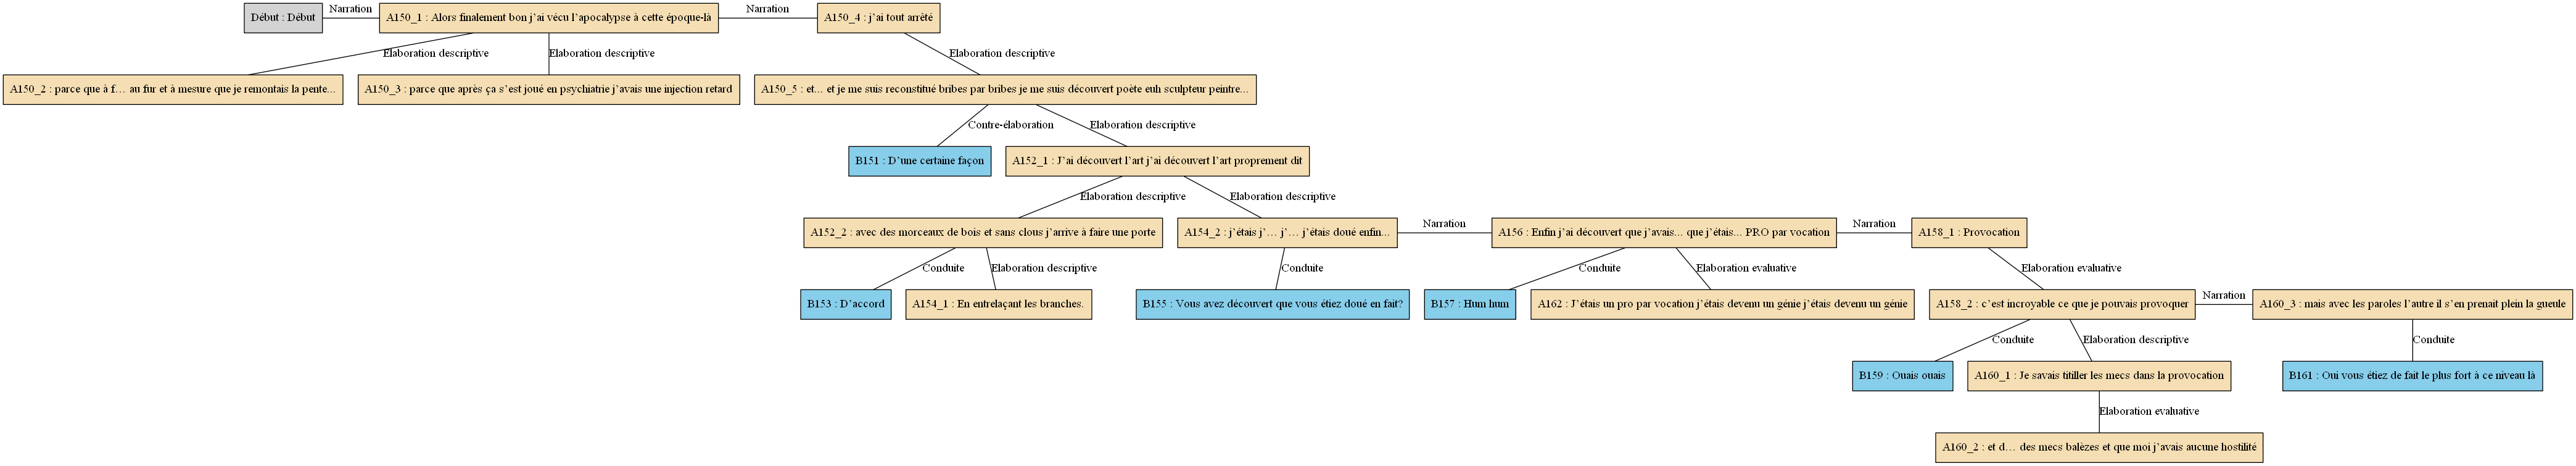 Début : Début
Narration
A150_1 : Alors finalement bon j'ai vécu l'apocalypse à cette époque-là
Narration
A150_4 : j'ai tout arrêté
Elaboration descriptive
Elaboration descriptive
Elaboration descriptive
A150_2 : parce que à f… au fur et à mesure que je remontais la pente...
A150_3 : parce que après ça s'est joué en psychiatrie j'avais une injection retard
A150_5 : et... et je me suis reconstitué bribes par bribes je me suis découvert poète euh sculpteur peintre...
Contre-élaboration
Elaboration descriptive
B151 : D'une certaine façon
A152_1 : J'ai découvert l'art j'ai découvert l'art proprement dit
Elaboration descriptive
Elaboration descriptive
A152_2 : avec des morceaux de bois et sans clous j'arrive à faire une porte
A154_2 : j'étais j'… j'… j'étais doué enfin...
Narration
A156 : Enfin j'ai découvert que j'avais... que j'étais... PRO par vocation
Narration
A158_1 : Provocation
Conduite
Elaboration descriptive
Conduite
Conduite
Elaboration evaluative
Elaboration evaluative
B153 : D'accord
A154_1 : En entrelaçant les branches.
B155 : Vous avez découvert que vous étiez doué en fait?
B157 : Hum hum
A162 : J'étais un pro par vocation j'étais devenu un génie j'étais devenu un génie
A158_2 : c'est incroyable ce que je pouvais provoquer
Narration
A160_3 : mais avec les paroles l'autre il s'en prenait plein la gueule
Conduite
Elaboration descriptive
Conduite
B159 : Ouais ouais
A160_1 : Je savais titiller les mecs dans la provocation
B161 : Oui vous étiez de fait le plus fort à ce niveau là
Elaboration evaluative
A160_2 : et d… des mecs balèzes et que moi j'avais aucune hostilité